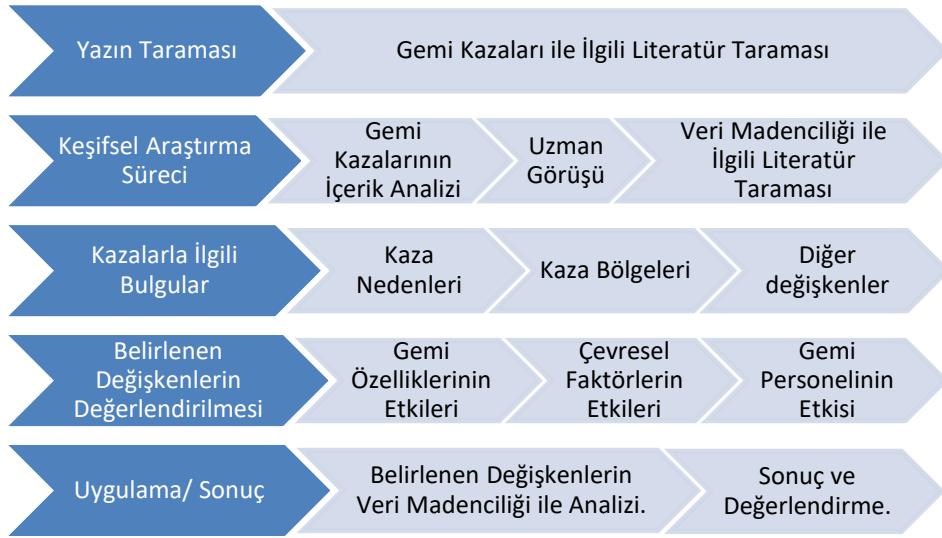 Yazın Taraması
Gemi Kazaları ile İlgili Literatür Taraması
Keşifsel Araştırma
Süreci
Gemi
Kazalarının
İçerik Analizi
Uzman
Görüşü
Veri Madenciliği ile
İlgili Literatür
Taraması
Kazalarla İlgili
Bulgular
Kaza
Nedenleri
Kaza Bölgeleri
Diğer
değişkenler
Belirlenen
Değişkenlerin
Değerlendirilmesi
Gemi
Özelliklerinin
Etkileri
Çevresel
Faktörlerin
Etkileri
Gemi
Personelinin
Etkisi
Uygulama/ Sonuç
Belirlenen Değişkenlerin
Veri Madenciliği ile Analizi.
Sonuç ve
Değerlendirme.